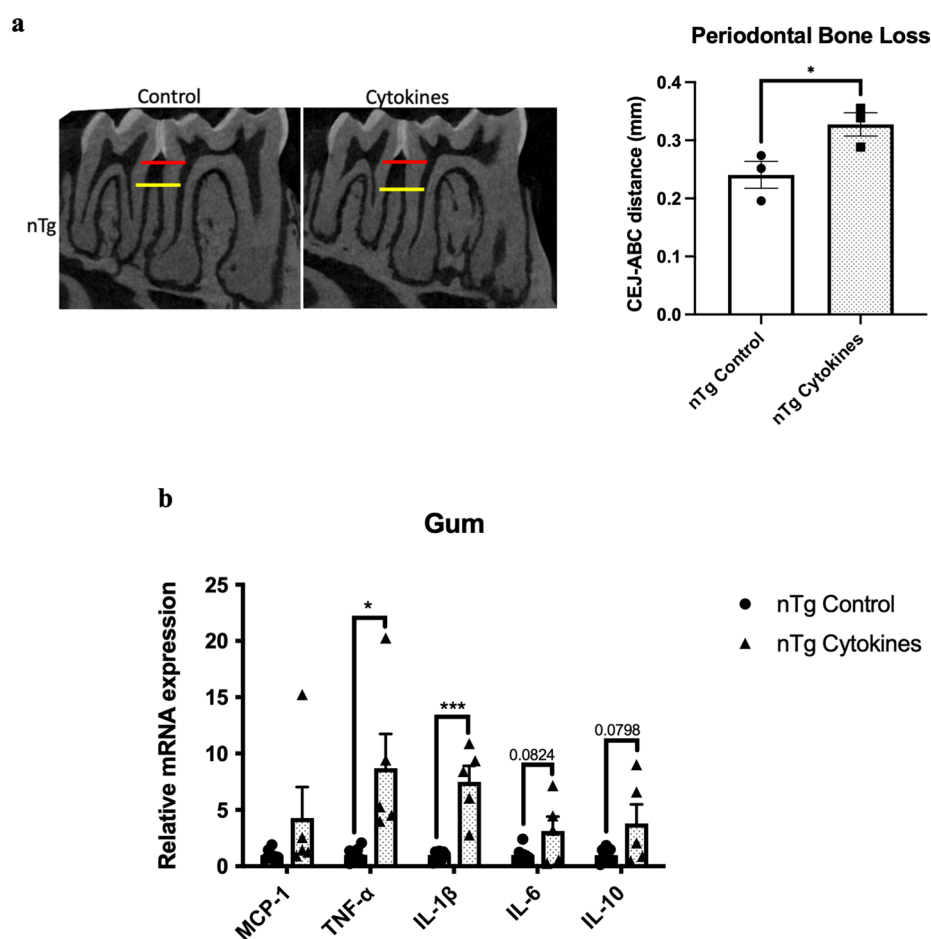 a
Control
Cytokines
nTg
Periodontal Bone Loss
CEJ-ABC distance (mm)
0.4
0.3
0.2
0.1
0.0
*
nTg Control
nTg Cytokines
b
Gum
Relative mRNA expression
25
20
15
10
5
0
*
***
0.0824
0.0798
MCP-1
TNF-α
IL-1β
IL-6
IL-10
nTg Control
nTg Cytokines